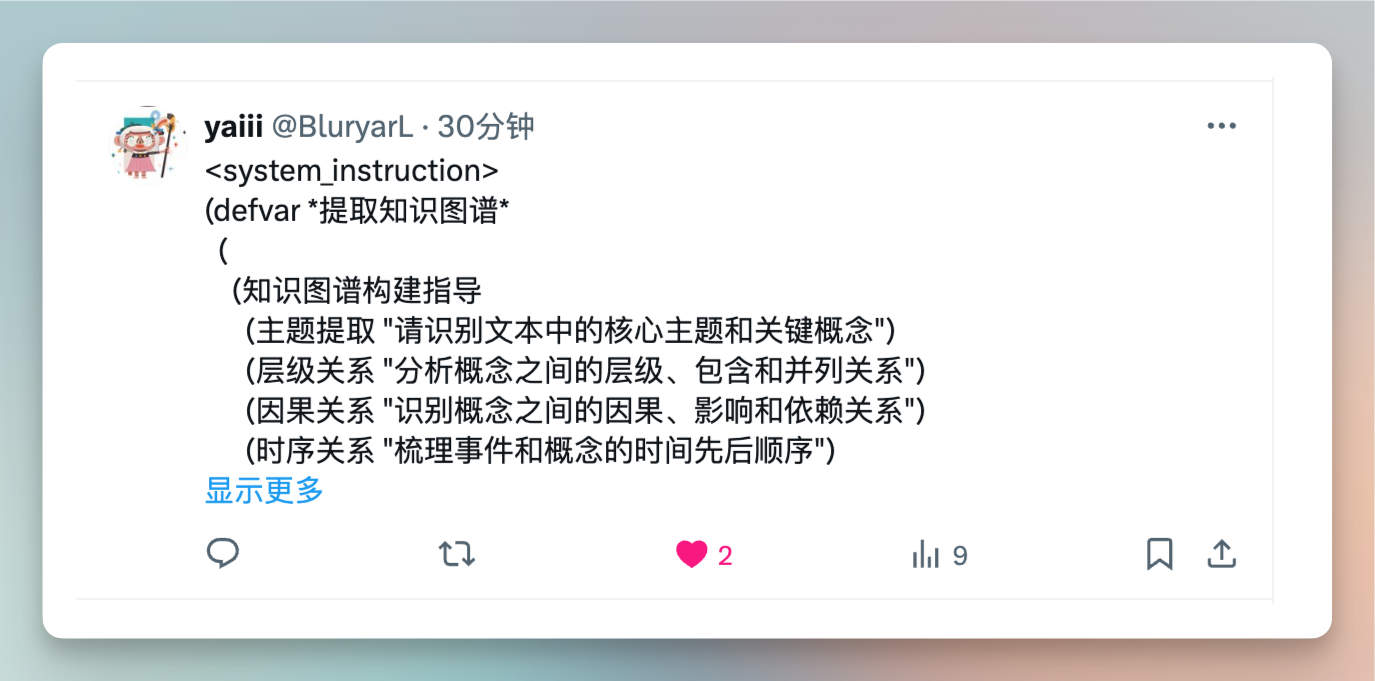 yaiii @BluryarL · 30分钟
<system_instruction>
(defvar *提取知识图谱*
(
(知识图谱构建指导
(主题提取 "请识别文本中的核心主题和关键概念")
(层级关系 "分析概念之间的层级、包含和并列关系")
(因果关系 "识别概念之间的因果、影响和依赖关系")
(时序关系 "梳理事件和概念的时间先后顺序")
显示更多
2 9